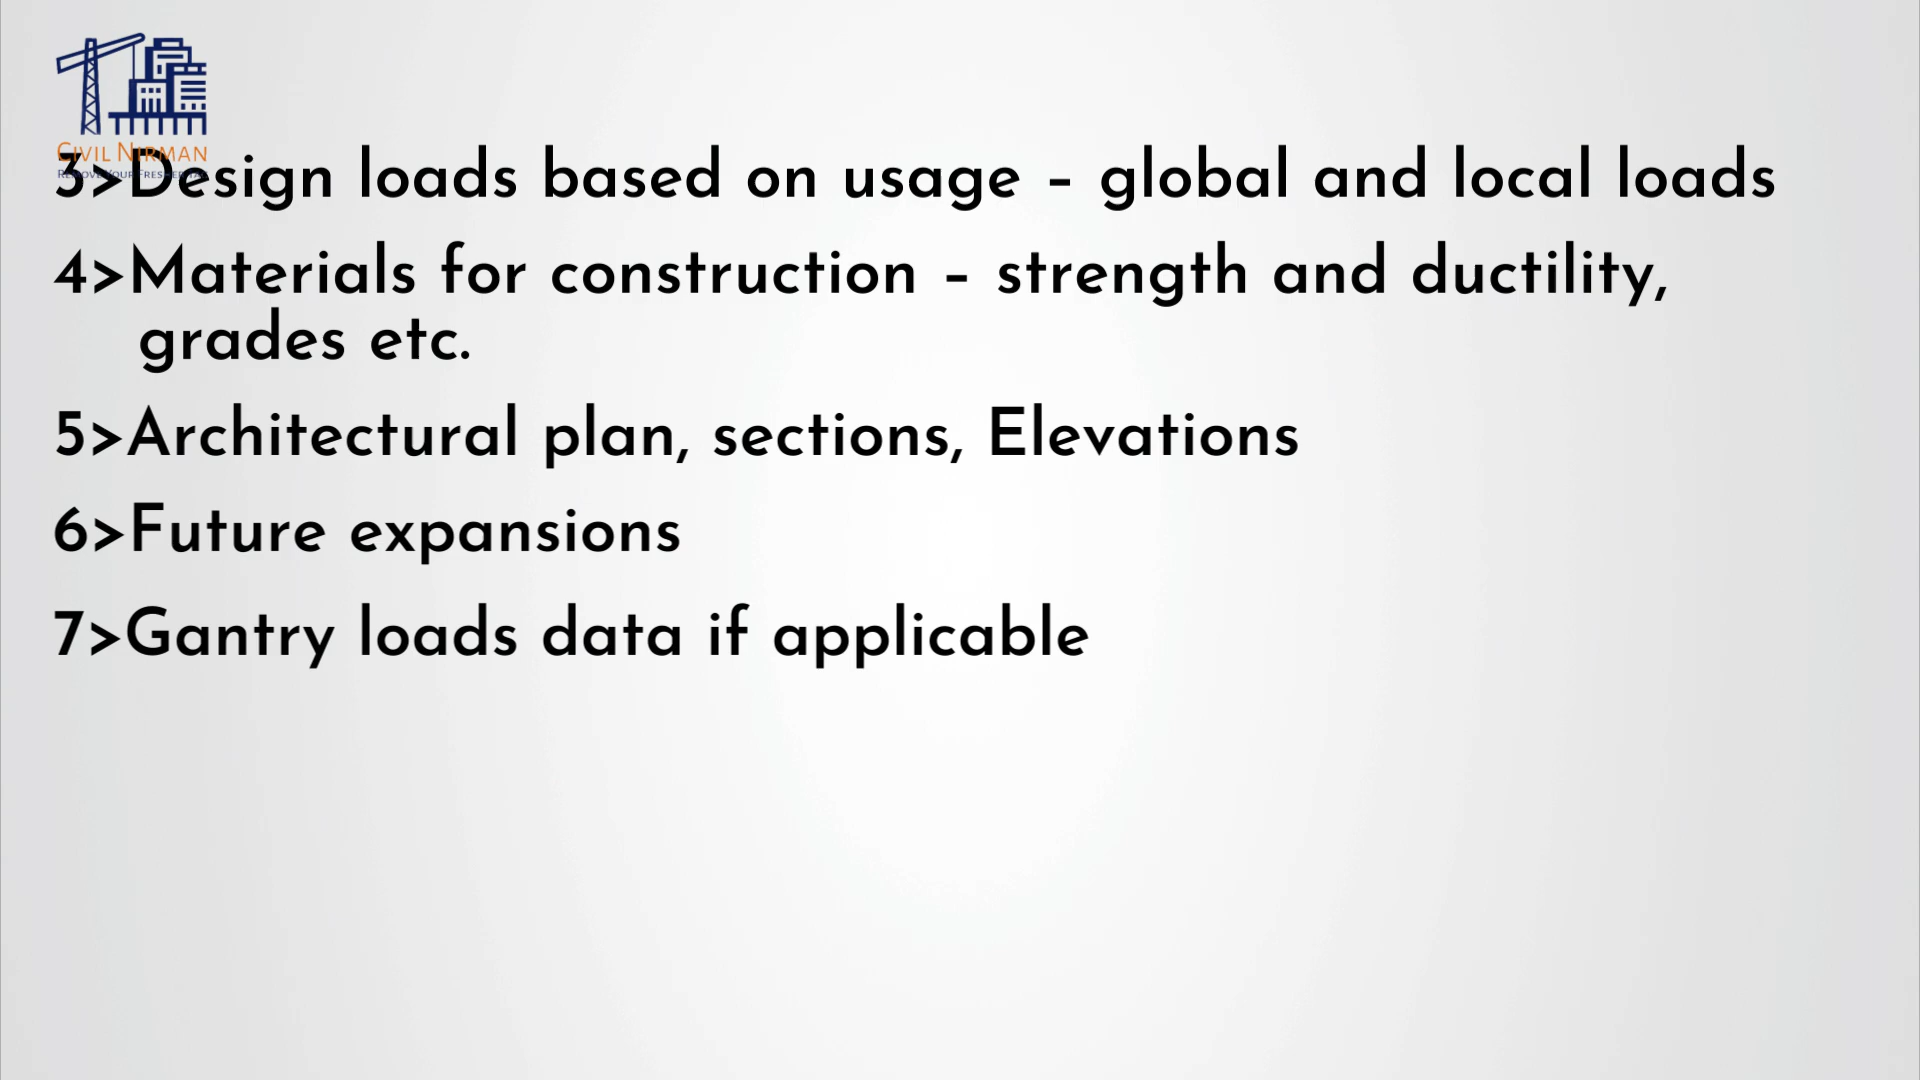 CIVIL NIRMAN
3>Design loads based on usage – global and local loads
4>Materials for construction – strength and ductility,
grades etc.
5>Architectural plan, sections, Elevations
6>Future expansions
7>Gantry loads data if applicable